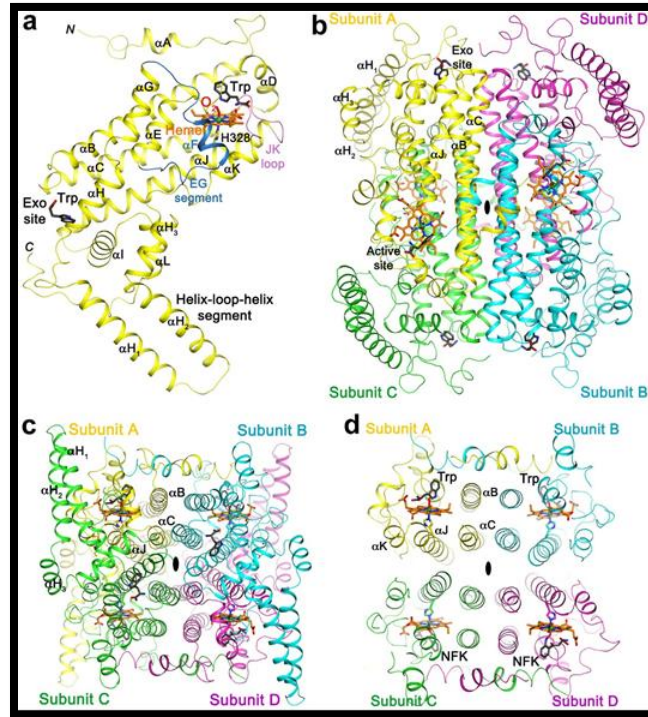 a
N
αA
αG
αD
Trp
O
αE
Heme
H328
αB
αF
JK
loop
αC
αJ
αK
αH
EG
segment
Exo
site
Trp
C
αH₃
αI
αL
Helix-loop-helix
segment
αH₂
αH₁
b
Subunit A
Subunit D
Exo
site
αH₁
αC
αH₃
αB
αH₂
αJ
Active
site
Subunit C
Subunit B
c
Subunit A
Subunit B
αH₁
αB
αH₂
αC
αJ
αH₃
Subunit C
Subunit D
d
Subunit A
Subunit B
Trp
Trp
αB
αJ
αC
αK
NFK
NFK
Subunit C
Subunit D